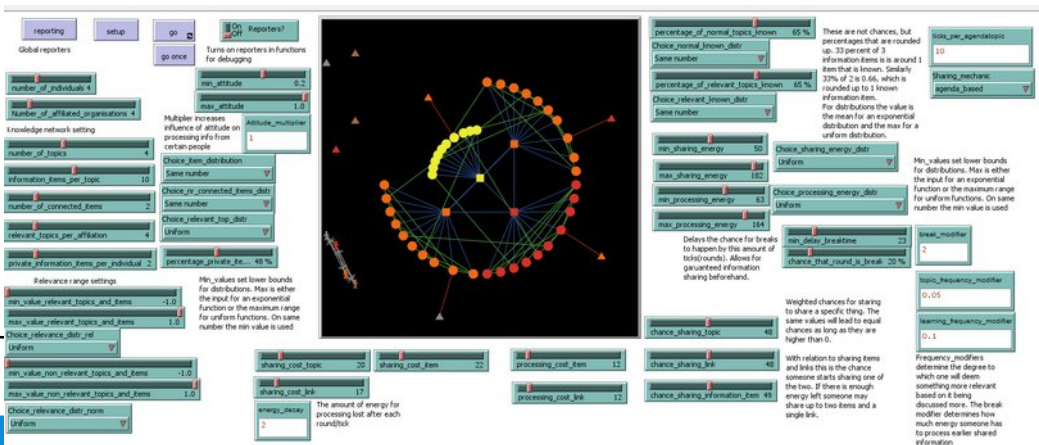 reporting
setup
go
go once
On
Off
Reporters?
Global reporters
Turns on reporters in functions
for debugging
number_of_individuals 4
Number_of_affiliated_organisations 4
Knowledge network setting
number_of_topics 4
information_items_per_topic 10
number_of_connected_items 2
relevant_topics_per_affiliation 4
private_information_items_per_individual 2
min_attitude 0.2
max_attitude 1.0
Multiplier increases
influence of attitude on
processing info from
certain people
Attitude_multiplier
1
Choice_item_distribution
Same number
Choice_nr_connected_items_distr
Same number
Choice_relevant_top_distr
Uniform
percentage_private_ite... 48 %
Relevance range settings
min_value_relevant_topics_and_items -1.0
max_value_relevant_topics_and_items 1.0
Choice_relevance_distr_rel
Uniform
min_value_non_relevant_topics_and_items -1.0
max_value_non_relevant_topics_and_items 1.0
Choice_relevance_distr_norm
Uniform
Min_values set lower bounds
for distributions. Max is either
the input for an exponential
function or the maximum range
for uniform functions. On same
number the min value is used
sharing_cost_topic 20
sharing_cost_item 22
sharing_cost_link 17
energy_decay
2
The amount of energy for
processing lost after each
round/tick
processing_cost_item 12
processing_cost_link 12
percentage_of_normal_topics_known 65 %
Choice_normal_known_distr
Same number
percentage_of_relevant_topics_known 65 %
Choice_relevant_known_distr
Same number
These are not chances, but
percentages that are rounded
up. 33 percent of 3
information items is is around 1
item that is known. Similarly
33% of 2 is 0.66, which is
rounded up to 1 known
information item.
For distributions the value is
the mean for an exponential
distribution and the max for a
uniform distribution.
ticks_per_agendatopic
10
Sharing_mechanic
agenda_based
min_sharing_energy 50
max_sharing_energy 182
min_processing_energy 63
max_processing_energy 164
Choice_sharing_energy_distr
Uniform
Choice_processing_energy_distr
Uniform
Min_values set lower bounds
for distributions. Max is either
the input for an exponential
function or the maximum range
for uniform functions. On same
number the min value is used
Delays the chance for breaks
to happen by this amount of
ticks(rounds). Allows for
garuanteed information
sharing beforehand.
min_delay_breaktime 23
chance_that_round_is_break 20 %
break_modifier
2
topic_frequency_modifier
0.05
learning_frequency_modifier
0.1
Weighted chances for staring
to share a specific thing. The
same values will lead to equal
chances as long as they are
higher than 0.
With relation to sharing items
and links this is the chance
someone starts sharing one of
the two. If there is enough
energy left someone may
share up to two items and a
single link.
chance_sharing_topic 48
chance_sharing_link 48
chance_sharing_information_item 49
Frequency_modifiers
determine the degree to
which one will deem
something more relevant
based on it being
discussed more. The break
modifier determines how
much energy someone has
to process earlier shared
information